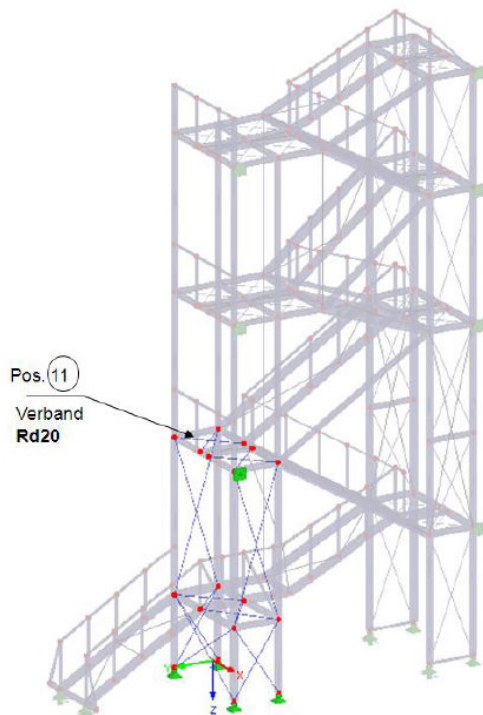 Pos. 11
Verband
Rd20
Y
X
Z